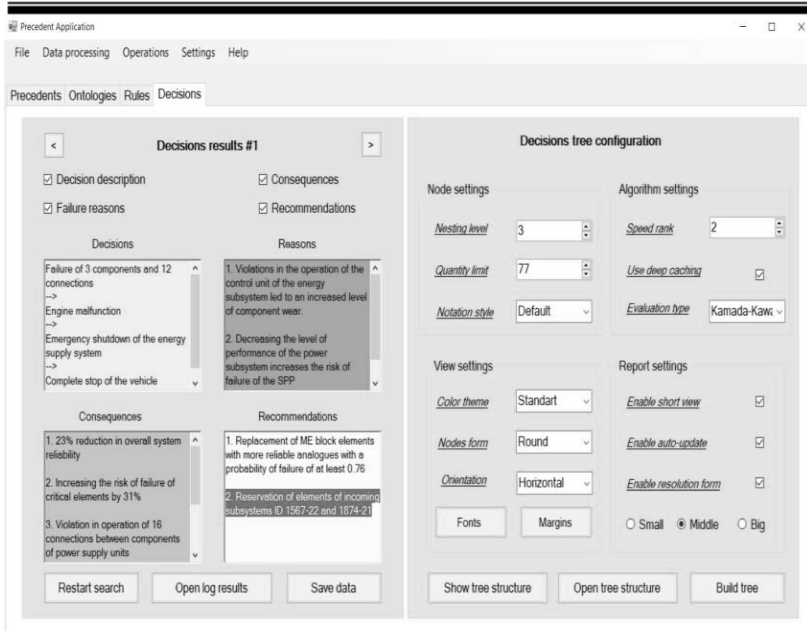 Precedent Application
File Data processing Operations Settings Help
Precedents Ontologies Rules Decisions
< Decisions results #1 >
Decision description Consequences
Failure reasons Recommendations
Decisions
Failure of 3 components and 12
connections
-->
Engine malfunction
-->
Emergency shutdown of the energy
supply system
-->
Complete stop of the vehicle
Reasons
1. Violations in the operation of the
control unit of the energy
subsystem led to an increased level
of component wear.
2. Decreasing the level of
performance of the power
subsystem increases the risk of
failure of the SPP
Consequences
1. 23% reduction in overall system
reliability
2. Increasing the risk of failure of
critical elements by 31%
3. Violation in operation of 16
connections between components
of power supply units
Recommendations
1. Replacement of ME block elements
with more reliable analogues with a
probability of failure of at least 0.76
2. Reservation of elements of incoming
subsystems ID 1567-22 and 1874-21
Restart search Open log results Save data
Decisions tree configuration
Node settings
Nesting level 3
Quantity limit 77
Notation style Default
Algorithm settings
Speed rank 2
Use deep caching
Evaluation type Kamada-Kawa
View settings
Color theme Standart
Nodes form Round
Orientation Horizontal
Fonts Margins
Report settings
Enable short view
Enable auto-update
Enable resolution form
Small Middle Big
Show tree structure Open tree structure Build tree